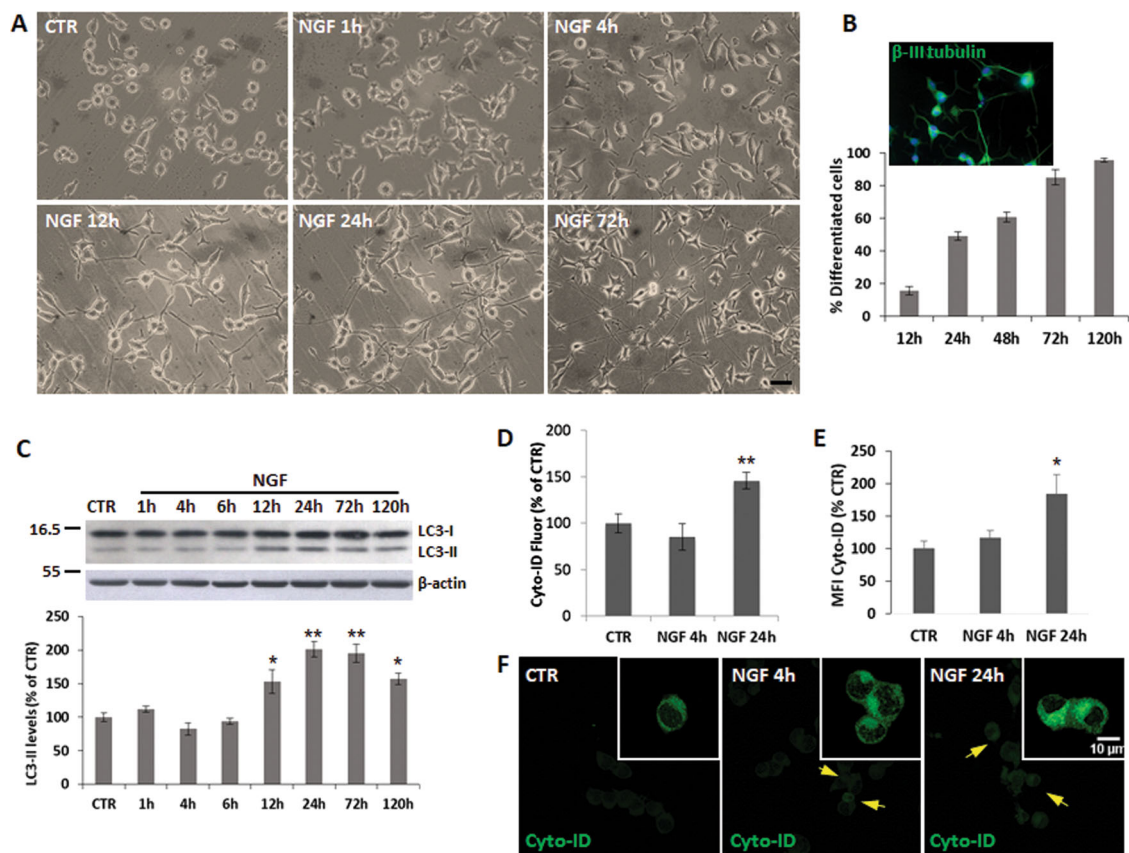 A
CTR
NGF 1h
NGF 4h
NGF 12h
NGF 24h
NGF 72h
B
β-III tubulin
% Differentiated cells
100
80
60
40
20
0
12h 24h 48h 72h 120h
C
NGF
CTR 1h 4h 6h 12h 24h 72h 120h
16.5
LC3-I
LC3-II
55
β-actin
LC3-II levels (% of CTR)
250
200
150
100
50
0
* ** ** *
CTR 1h 4h 6h 12h 24h 72h 120h
D
Cyto-ID Fluor (% of CTR)
200
150
100
50
0
**
CTR NGF 4h NGF 24h
E
MFI Cyto-ID (% CTR)
250
200
150
100
50
0
*
CTR NGF 4h NGF 24h
F
CTR
Cyto-ID
NGF 4h
Cyto-ID
NGF 24h
10 µm
Cyto-ID